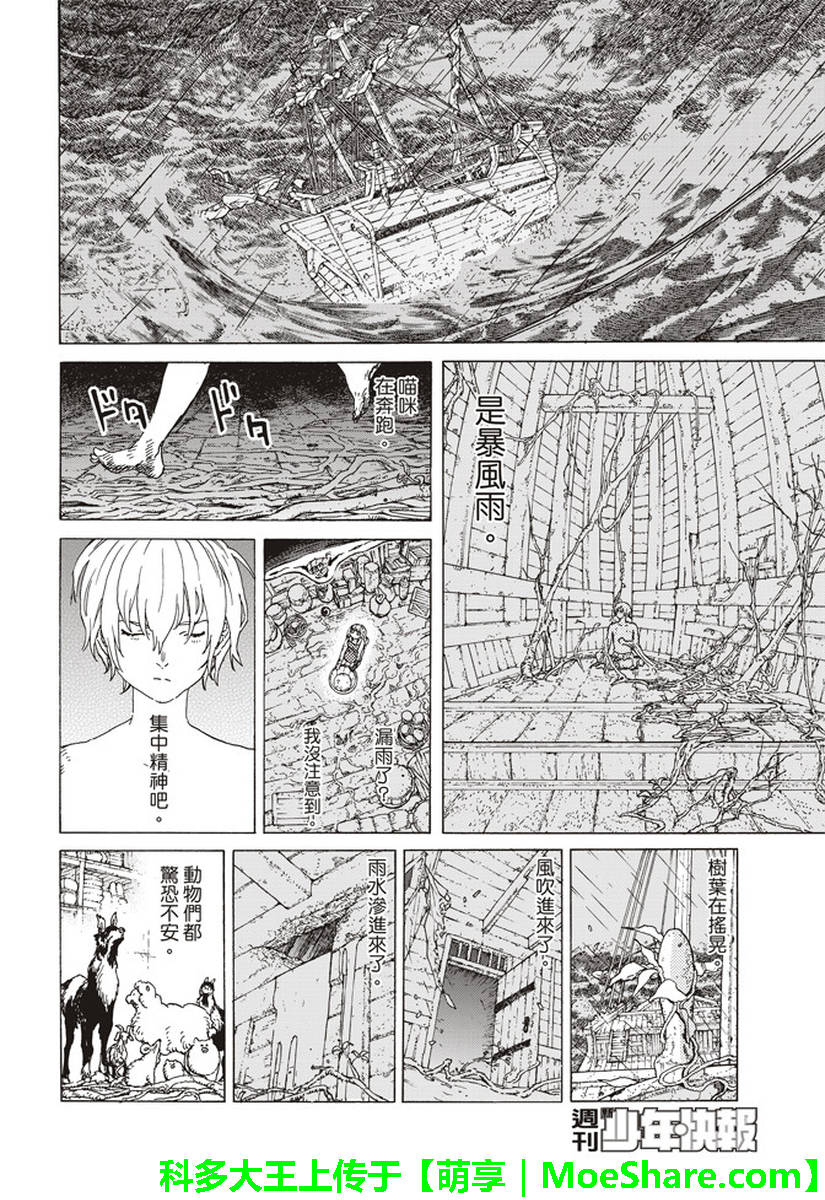 是暴風雨。
喵咪
在奔跑。
ドタ
ドタ
漏雨了？
我沒注意到。
集中精神吧。
樹葉在搖晃。
風吹進來了。
雨水滲進來了。
動物們都
驚恐不安。
週刊
新少年快報
科多大王上传于【萌享】|MoeShare.com】